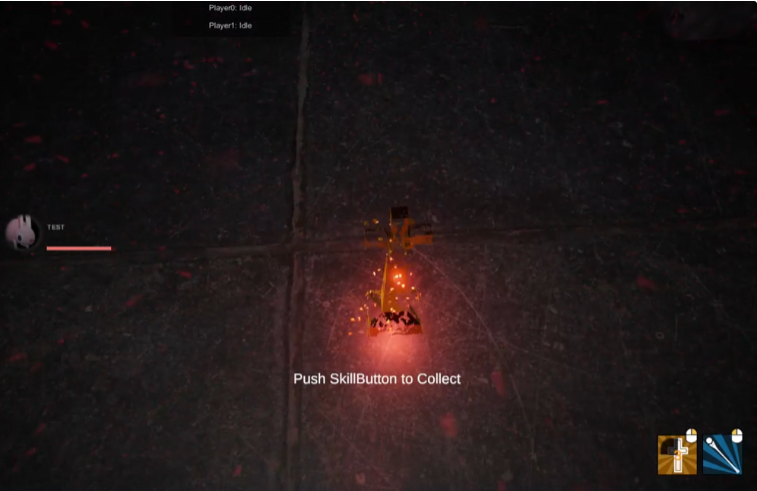 Player0: Idle
Player1: Idle
TEST
Push SkillButton to Collect